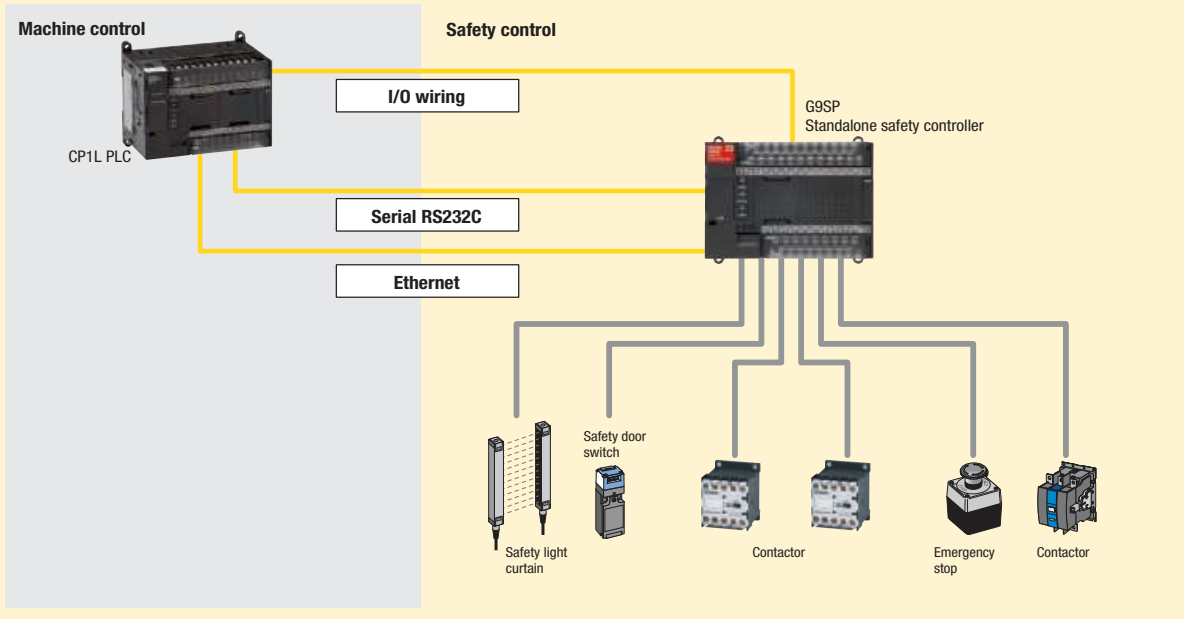 Machine control
Safety control
I/O wiring
G9SP
Standalone safety controller
CP1L PLC
Serial RS232C
Ethernet
Safety door
switch
Safety light
curtain
Contactor
Emergency
stop
Contactor